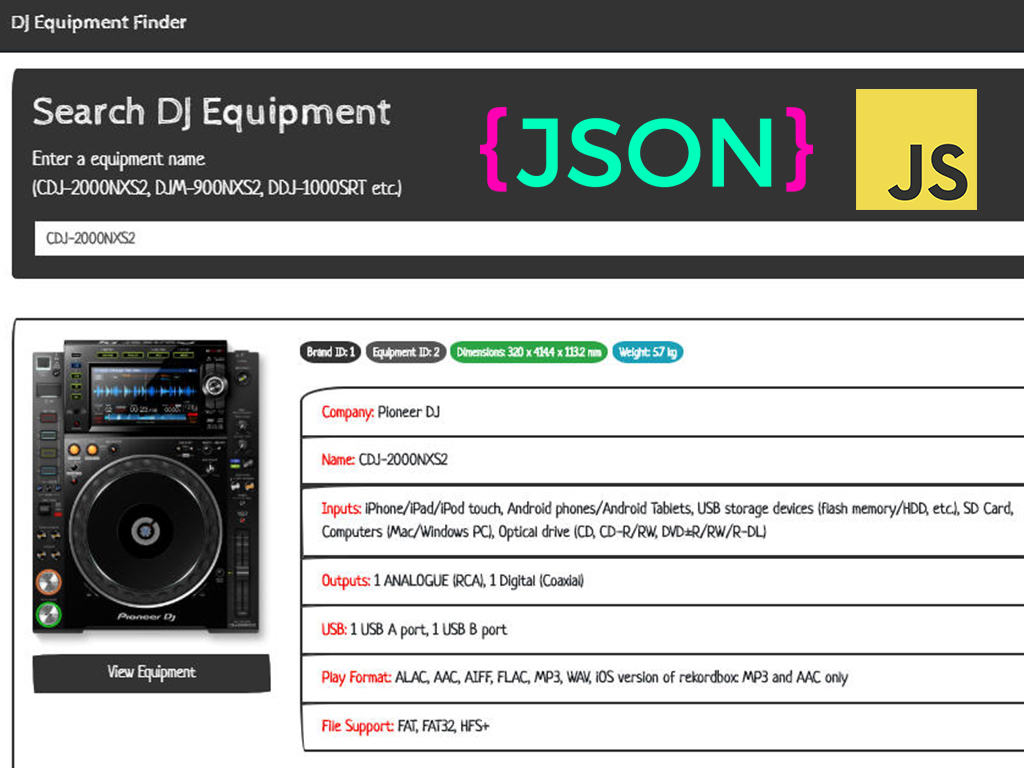 DJ Equipment Finder
Search DJ Equipment
{JSON}
JS
Enter a equipment name
(CDJ-2000NXS2, DJM-900NXS2, DDJ-1000SRT etc.)
CDJ-2000NXS2
Brand ID: 1
Equipment ID: 2
Dimensions: 320 x 414.4 x 113.2 mm
Weight: 5.7 kg
Company: Pioneer DJ
Name: CDJ-2000NXS2
Inputs: iPhone/iPad/iPod touch, Android phones/Android Tablets, USB storage devices (flash memory/HDD, etc.), SD Card,
Computers (Mac/Windows PC), Optical drive (CD, CD-R/RW, DVD±R/RW/R-DL)
Outputs: 1 ANALOGUE (RCA), 1 Digital (Coaxial)
USB: 1 USB A port, 1 USB B port
Play Format: ALAC, AAC, AIFF, FLAC, MP3, WAV, iOS version of rekordbox: MP3 and AAC only
File Support: FAT, FAT32, HFS+
Pioneer DJ
View Equipment